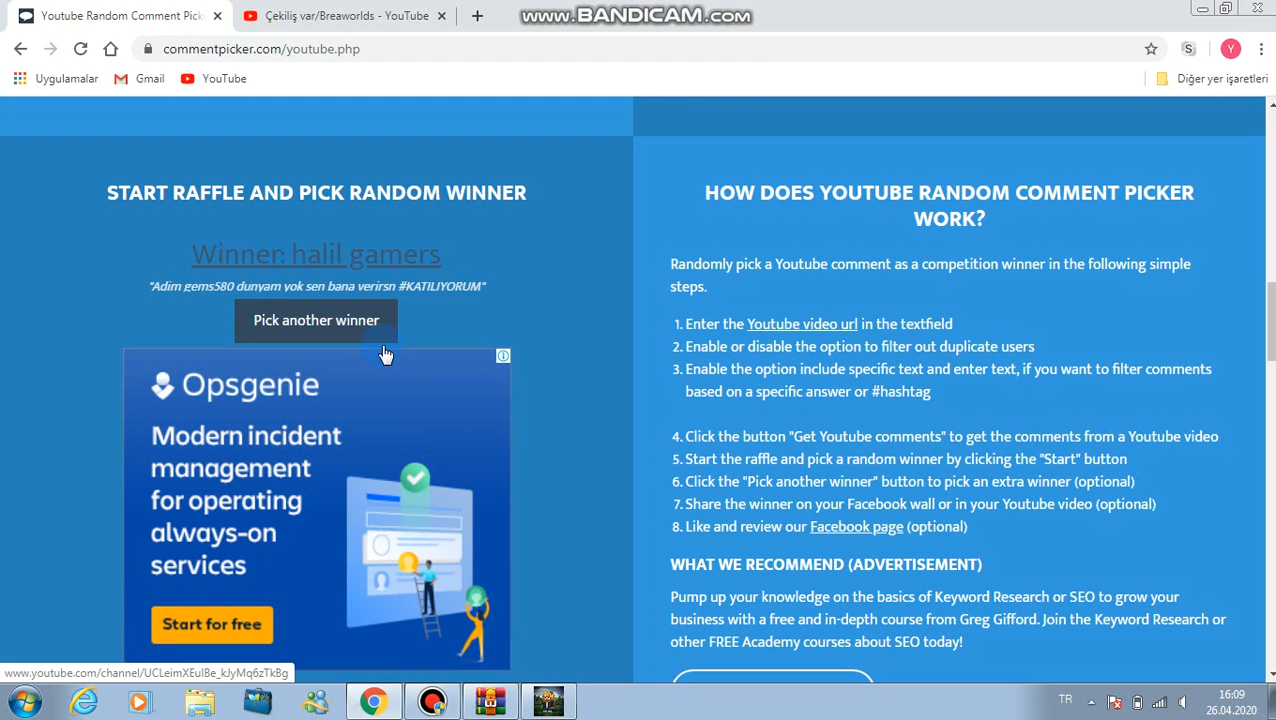 Youtube Random Comment Pick
Çekiliş var/Breaworlds - YouTube
www.BANDICAM.com
commentpicker.com/youtube.php
S
Y
Uygulamalar
Gmail
YouTube
Diğer yer işaretleri
START RAFFLE AND PICK RANDOM WINNER
Winner: halil gamers
"Adim gems580 dunyam yok sen bana verirsn #KATILIYORUM"
Pick another winner
Opsgenie
Modern incident
management
for operating
always-on
services
Start for free
HOW DOES YOUTUBE RANDOM COMMENT PICKER
WORK?
Randomly pick a Youtube comment as a competition winner in the following simple
steps.
1. Enter the Youtube video url in the textfield
2. Enable or disable the option to filter out duplicate users
3. Enable the option include specific text and enter text, if you want to filter comments
based on a specific answer or #hashtag
4. Click the button "Get Youtube comments" to get the comments from a Youtube video
5. Start the raffle and pick a random winner by clicking the "Start" button
6. Click the "Pick another winner" button to pick an extra winner (optional)
7. Share the winner on your Facebook wall or in your Youtube video (optional)
8. Like and review our Facebook page (optional)
WHAT WE RECOMMEND (ADVERTISEMENT)
Pump up your knowledge on the basics of Keyword Research or SEO to grow your
business with a free and in-depth course from Greg Gifford. Join the Keyword Research or
other FREE Academy courses about SEO today!
www.youtube.com/channel/UCLeimXEulBe_kJyMq6zTkBg
TR
16:09
26.04.2020